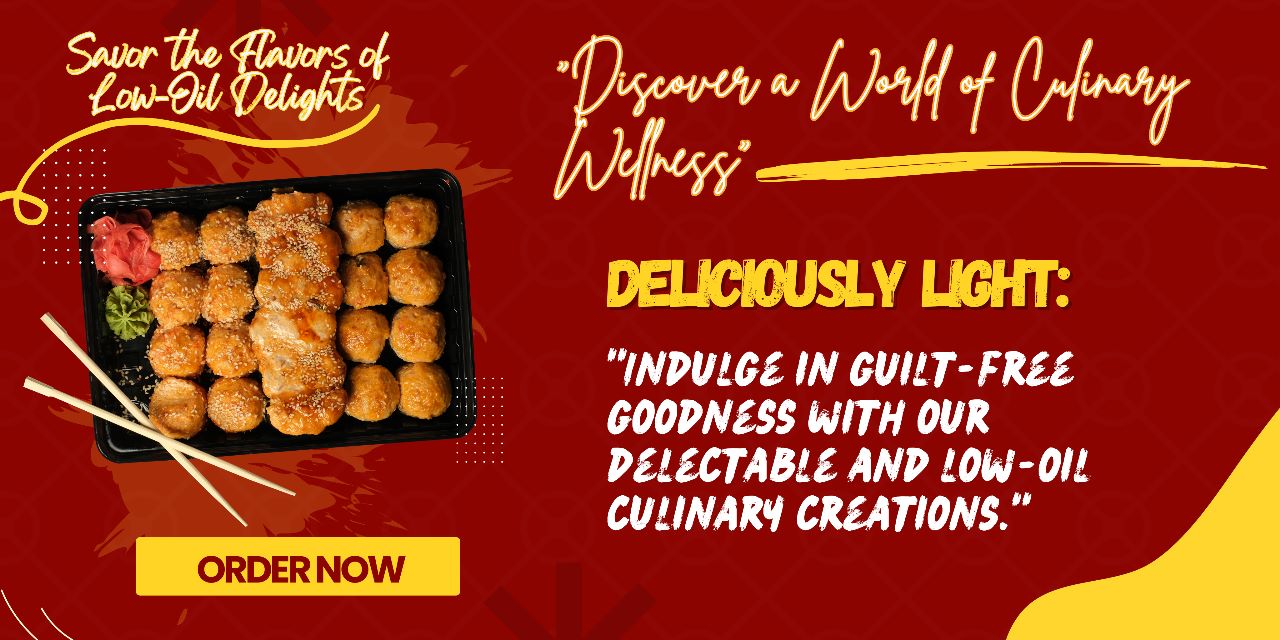 Savor the Flavors of
Low-Oil Delights
"Discover a World of Culinary
Wellness"
DELICIOUSLY LIGHT:
"'INDULGE IN GUILT-FREE
GOODNESS WITH OUR
DELECTABLE AND LOW-OIL
CULINARY CREATIONS."
ORDER NOW